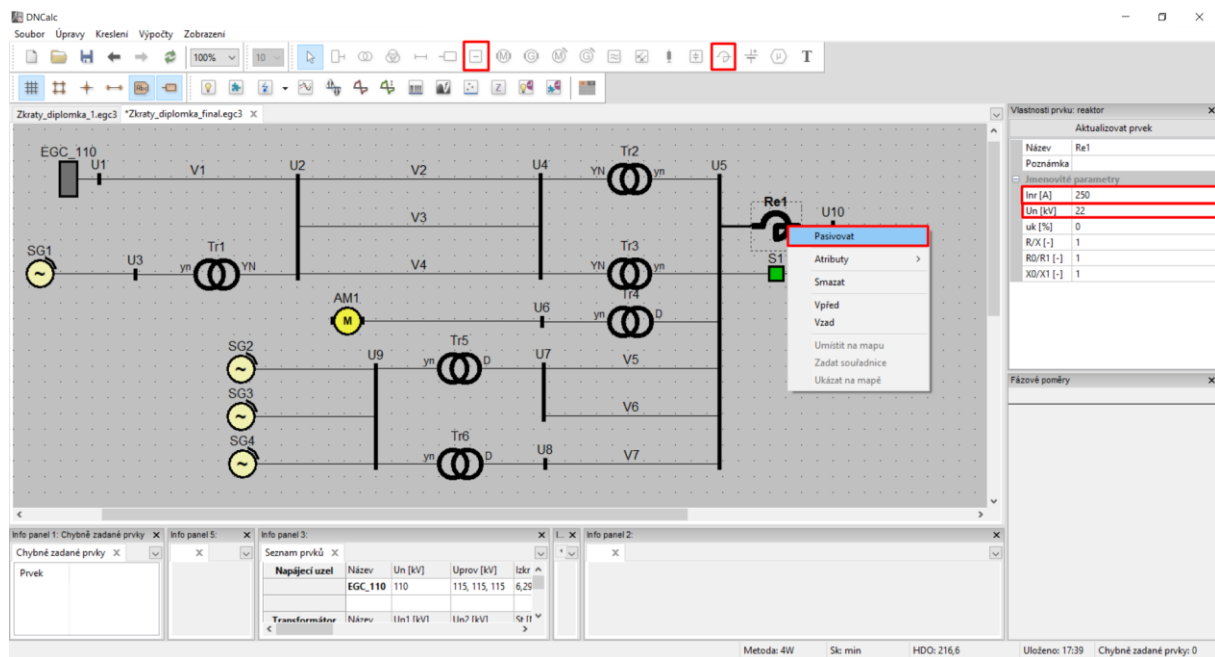 DNCalc
Soubor Úpravy Kreslení Výpočty Zobrazení
100% 10 T
Zkraty_diplomka_1.egc3 *Zkraty_diplomka_final.egc3 X
EGC_110
U1 V1 U2 V2 U4 Tr2 U5
YN yn
V3
Re1 U10
SG1 U3 Tr1 V4 Tr3 S1
yn YN YN yn
AM1 U6 Tr4
M yn D
SG2 U9 Tr5 U7 V5
yn D
SG3 V6
SG4 Tr6 U8 V7
yn D
Pasivovat
Atributy
Smazat
Vpřed
Vzad
Umístit na mapu
Zadat souřadnice
Ukázat na mapě
Vlastnosti prvku: reaktor X
Aktualizovat prvek
Název Re1
Poznámka
Jmenovité parametry
Inr [A] 250
Un [kV] 22
uk [%] 0
R/X [-] 1
R0/R1 [-] 1
X0/X1 [-] 1
Fázové poměry X
Info panel 1: Chybně zadané prvky X Info panel 5: X Info panel 3: X I... X Info panel 2: X
Chybně zadané prvky X X Seznam prvků X * X
Prvek
Napájecí uzel Název Un [kV] Uprov [kV] Izkr
EGC_110 110 115, 115, 115 6,29
Transformátor Název Un1 [kV] Un2 [kV]
Metoda: 4W Sk: min HDO: 216,6 Uloženo: 17:39 Chybně zadané prvky: 0